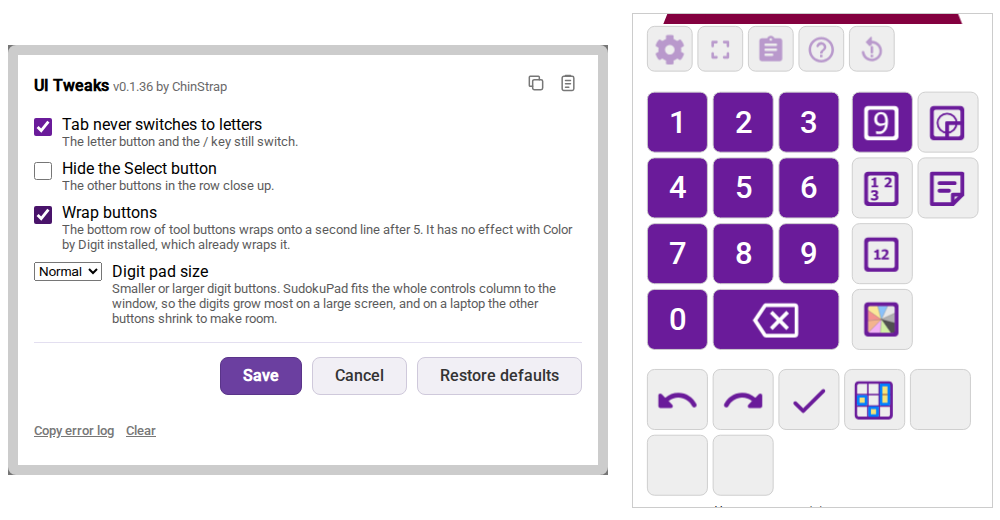 UI Tweaks v0.1.36 by ChinStrap
Tab never switches to letters
The letter button and the / key still switch.
Hide the Select button
The other buttons in the row close up.
Wrap buttons
The bottom row of tool buttons wraps onto a second line after 5. It has no effect with Color
by Digit installed, which already wraps it.
Normal
Digit pad size
Smaller or larger digit buttons. SudokuPad fits the whole controls column to the
window, so the digits grow most on a large screen, and on a laptop the other
buttons shrink to make room.
Save
Cancel
Restore defaults
Copy error log
Clear
?
1
1 2 3 9
4 5 6 1 2
3
7 8 9 12
0